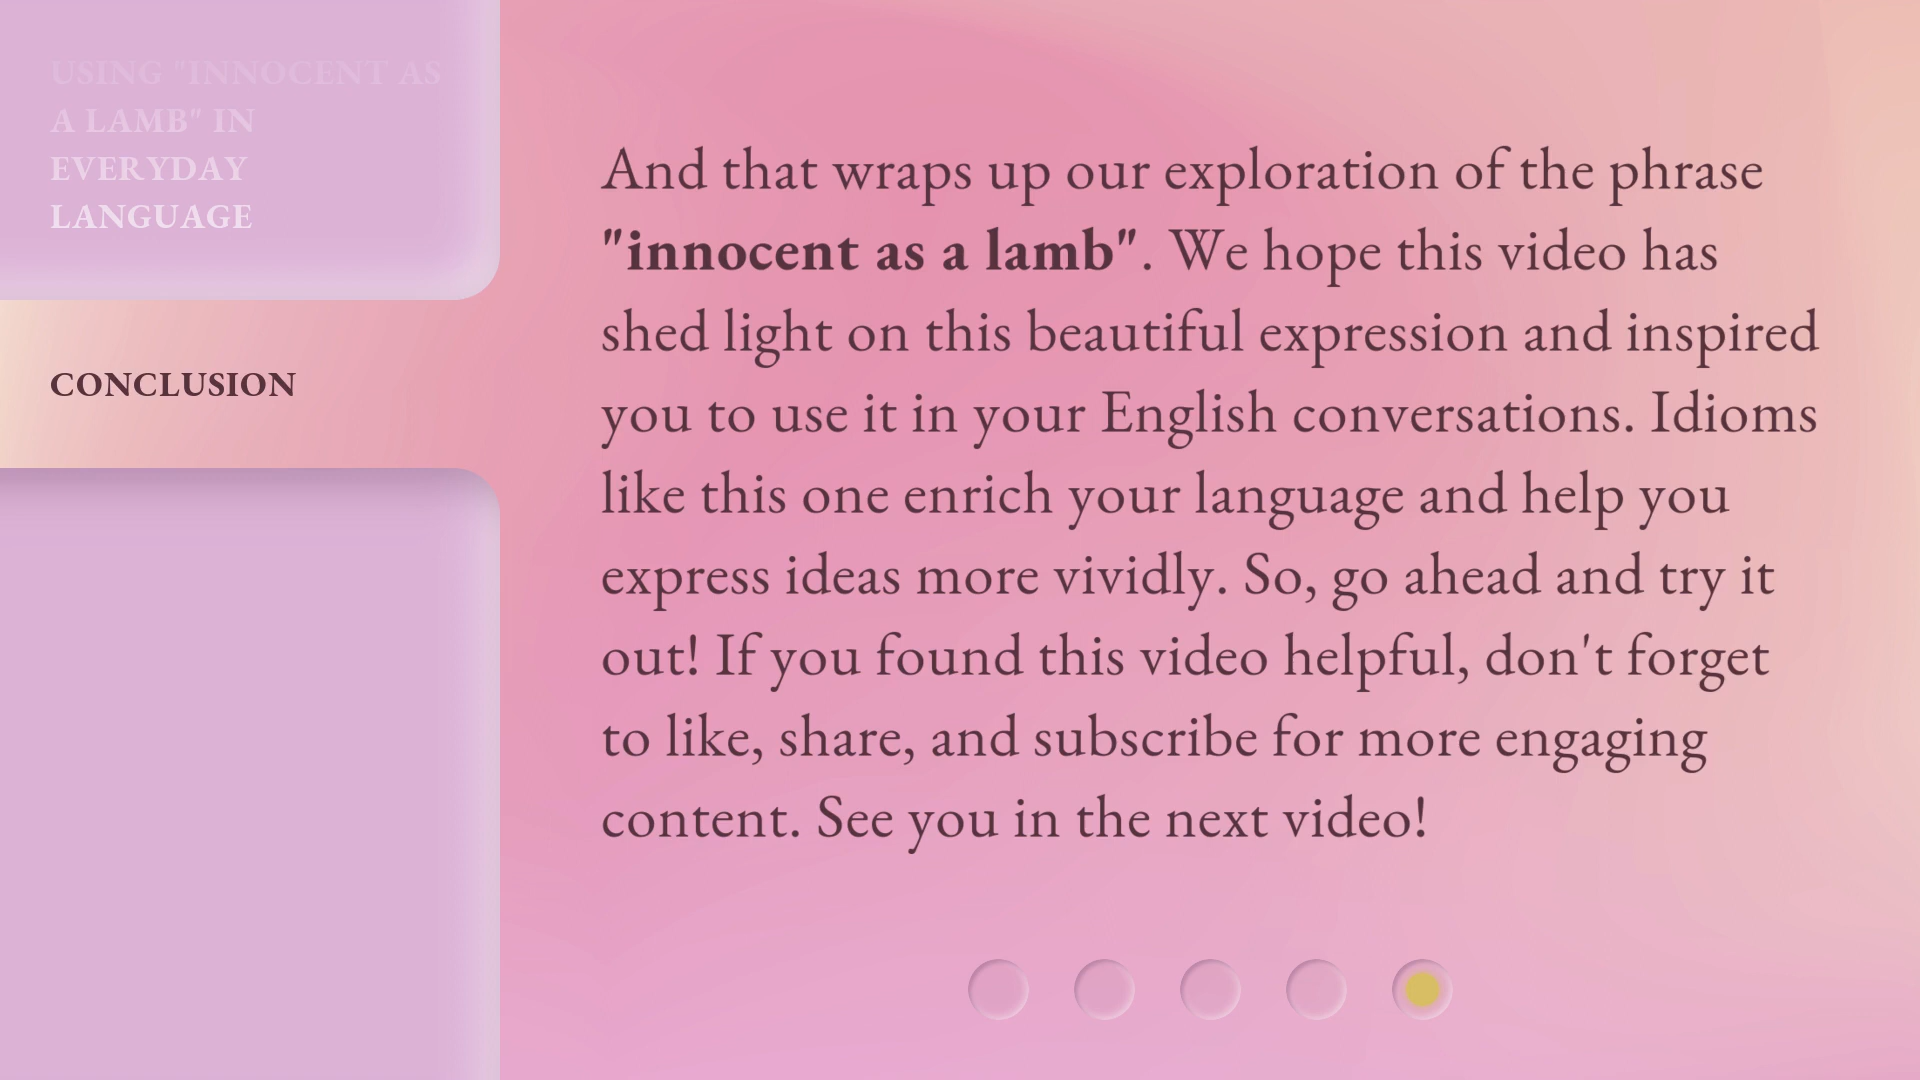 USING "INNOCENT AS
A LAMB" IN
EVERYDAY
LANGUAGE
CONCLUSION
And that wraps up our exploration of the phrase
"innocent as a lamb". We hope this video has
shed light on this beautiful expression and inspired
you to use it in your English conversations. Idioms
like this one enrich your language and help you
express ideas more vividly. So, go ahead and try it
out! If you found this video helpful, don't forget
to like, share, and subscribe for more engaging
content. See you in the next video!